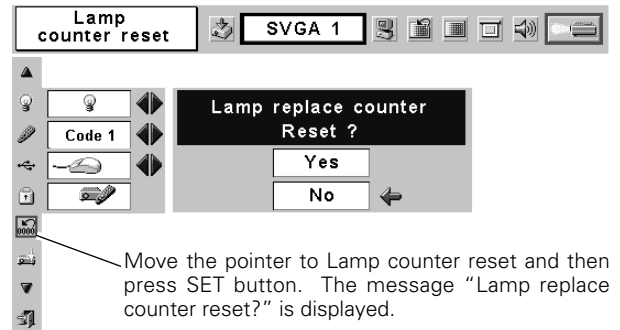 Lamp
counter reset
SVGA 1
Code 1
Lamp replace counter
Reset ?
Yes
No
0000
Move the pointer to Lamp counter reset and then
press SET button. The message “Lamp replace
counter reset?” is displayed.